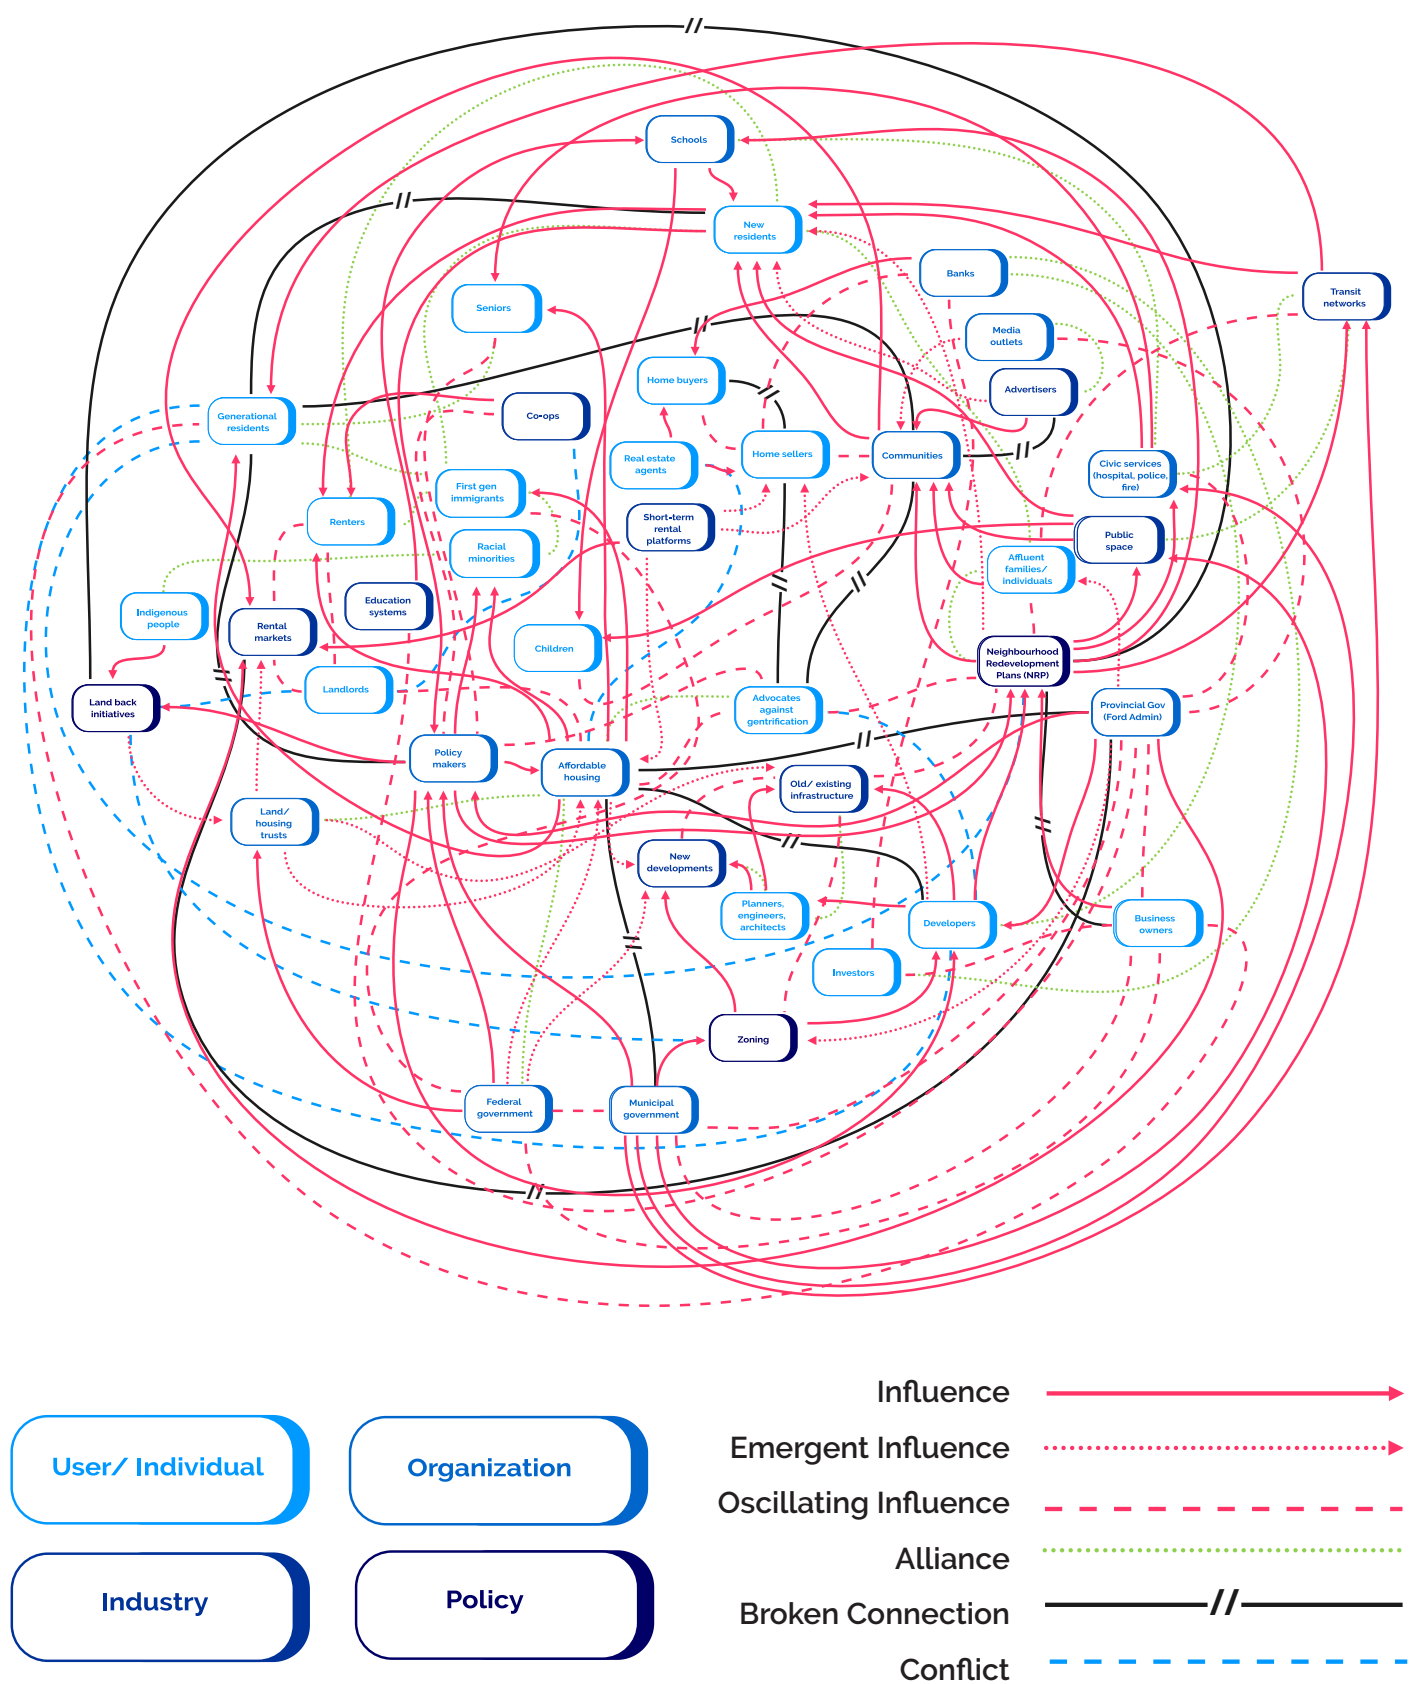 Schools
New
residents
Banks
Transit
networks
Seniors
Media
outlets
Home buyers
Advertisers
Generational
residents
Co-ops
Real estate
agents
Home sellers
Communities
Civic services
(hospital, police,
fire)
First gen
immigrants
Renters
Short-term
rental
platforms
Public
space
Racial
minorities
Affluent
families/
individuals
Education
systems
Indigenous
people
Rental
markets
Children
Neighbourhood
Redevelopment
Plans (NRP)
Landlords
Land back
initiatives
Advocates
against
gentrification
Provincial Gov
(Ford Admin)
Policy
makers
Affordable
housing
Old/ existing
infrastructure
Land/
housing
trusts
New
developments
Planners,
engineers,
architects
Developers
Business
owners
Investors
Zoning
Federal
government
Municipal
government
User/ Individual
Organization
Industry
Policy
Influence
Emergent Influence
Oscillating Influence
Alliance
Broken Connection
Conflict